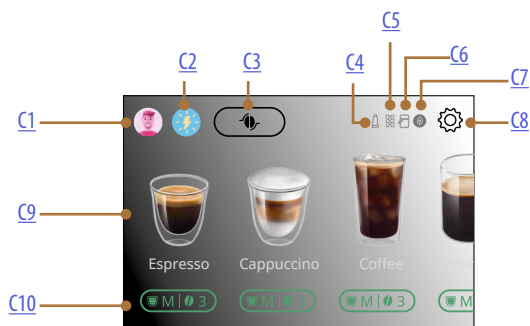 C5
C6
C2 C3 C4 C7
C1 C8
C9
Espresso Cappuccino Coffee
C10 M 3 M 3 M 3 M